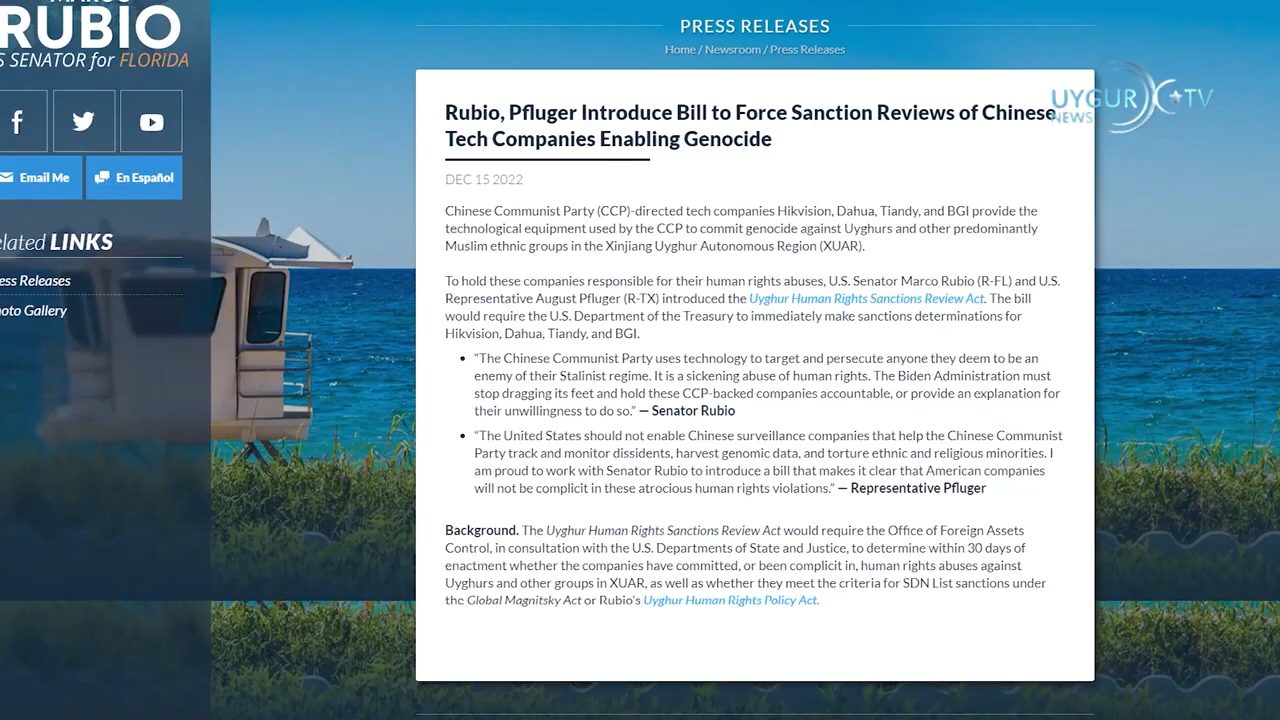 RUBIO
SENATOR for FLORIDA
Email Me
En Español
LINKS
Photo Gallery
PRESS RELEASES
Home / Newsroom / Press Releases
UYGUR TV
NEWS
Rubio, Pfluger Introduce Bill to Force Sanction Reviews of Chinese
Tech Companies Enabling Genocide
DEC 15 2022
Chinese Communist Party (CCP)-directed tech companies Hikvision, Dahua, Tiandy, and BGI provide the
technological equipment used by the CCP to commit genocide against Uyghurs and other predominantly
Muslim ethnic groups in the Xinjiang Uyghur Autonomous Region (XUAR).
To hold these companies responsible for their human rights abuses, U.S. Senator Marco Rubio (R-FL) and U.S.
Representative August Pfluger (R-TX) introduced the Uyghur Human Rights Sanctions Review Act. The bill
would require the U.S. Department of the Treasury to immediately make sanctions determinations for
Hikvision, Dahua, Tiandy, and BGI.
• “The Chinese Communist Party uses technology to target and persecute anyone they deem to be an
enemy of their Stalinist regime. It is a sickening abuse of human rights. The Biden Administration must
stop dragging its feet and hold these CCP-backed companies accountable, or provide an explanation for
their unwillingness to do so.” — Senator Rubio
• “The United States should not enable Chinese surveillance companies that help the Chinese Communist
Party track and monitor dissidents, harvest genomic data, and torture ethnic and religious minorities. I
am proud to work with Senator Rubio to introduce a bill that makes it clear that American companies
will not be complicit in these atrocious human rights violations.” — Representative Pfluger
Background. The Uyghur Human Rights Sanctions Review Act would require the Office of Foreign Assets
Control, in consultation with the U.S. Departments of State and Justice, to determine within 30 days of
enactment whether the companies have committed, or been complicit in, human rights abuses against
Uyghurs and other groups in XUAR, as well as whether they meet the criteria for SDN List sanctions under
the Global Magnitsky Act or Rubio’s Uyghur Human Rights Policy Act.